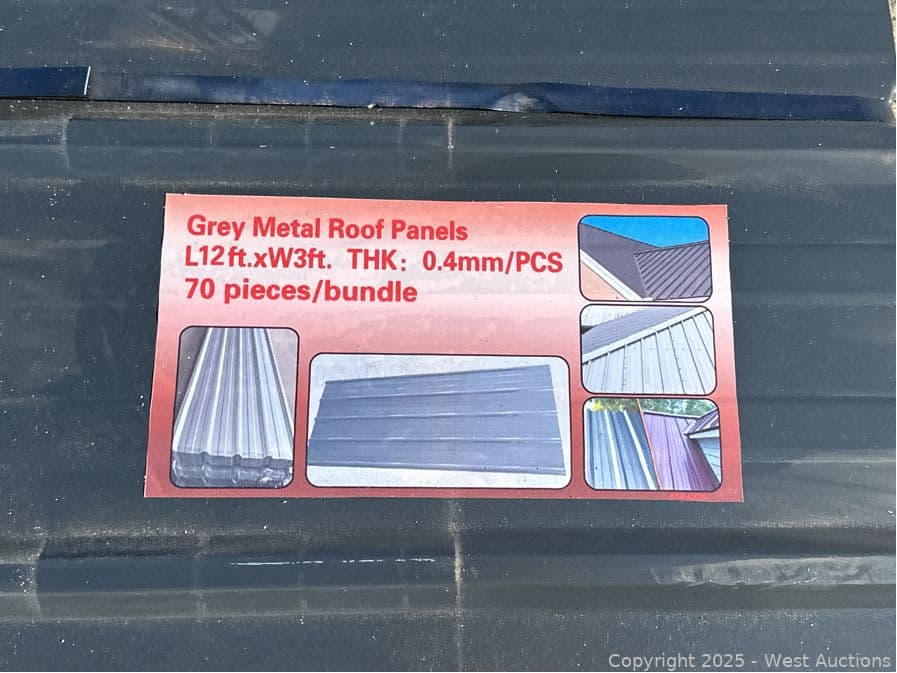 Grey Metal Roof Panels
L12ft.xW3ft. THK: 0.4mm/PCS
70 pieces/bundle
Copyright 2025 - West Auctions